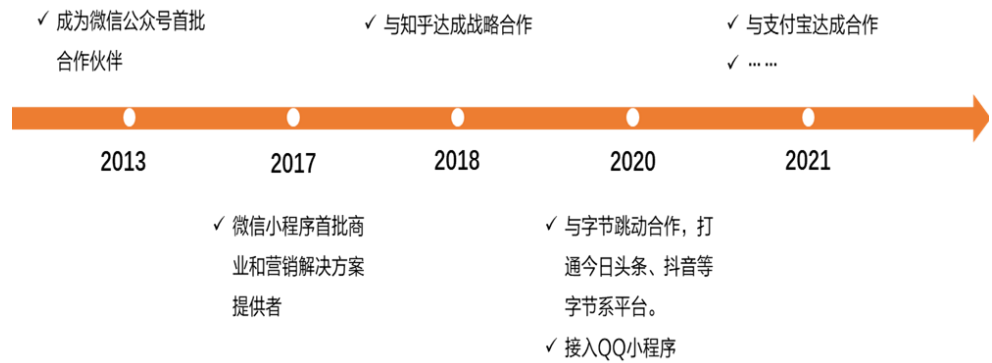 ✓ 成为微信公众号首批
合作伙伴
✓ 与知乎达成战略合作
✓ 与支付宝达成合作
✓ ……
2013
2017
2018
2020
2021
✓ 微信小程序首批商
业和营销解决方案
提供者
✓ 与字节跳动合作，打
通今日头条、抖音等
字节系平台。
✓ 接入QQ小程序